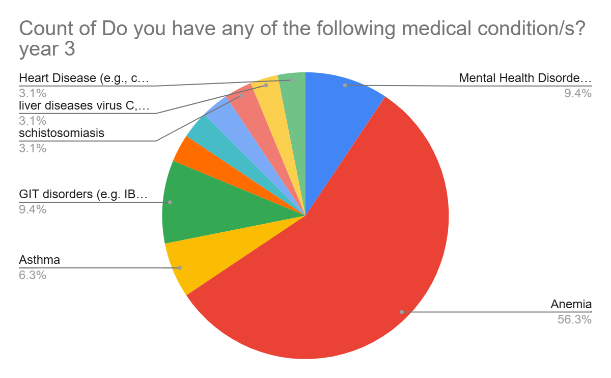 Count of Do you have any of the following medical condition/s?
year 3
Heart Disease (e.g., c…
3.1%
liver diseases virus C,…
3.1%
schistosomiasis
3.1%
GIT disorders (e.g. IB…
9.4%
Asthma
6.3%
Mental Health Disorde…
9.4%
Anemia
56.3%